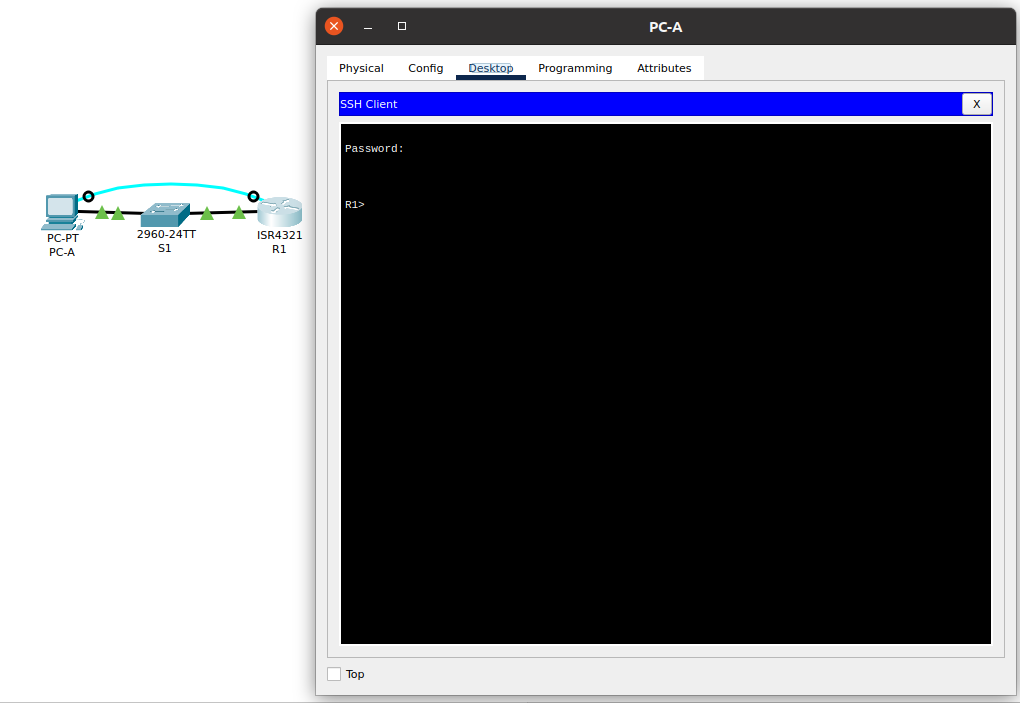 PC-A
Physical Config Desktop Programming Attributes
SSH Client X
Password:
R1>
PC-PT
PC-A
2960-24TT
S1
ISR4321
R1
Top